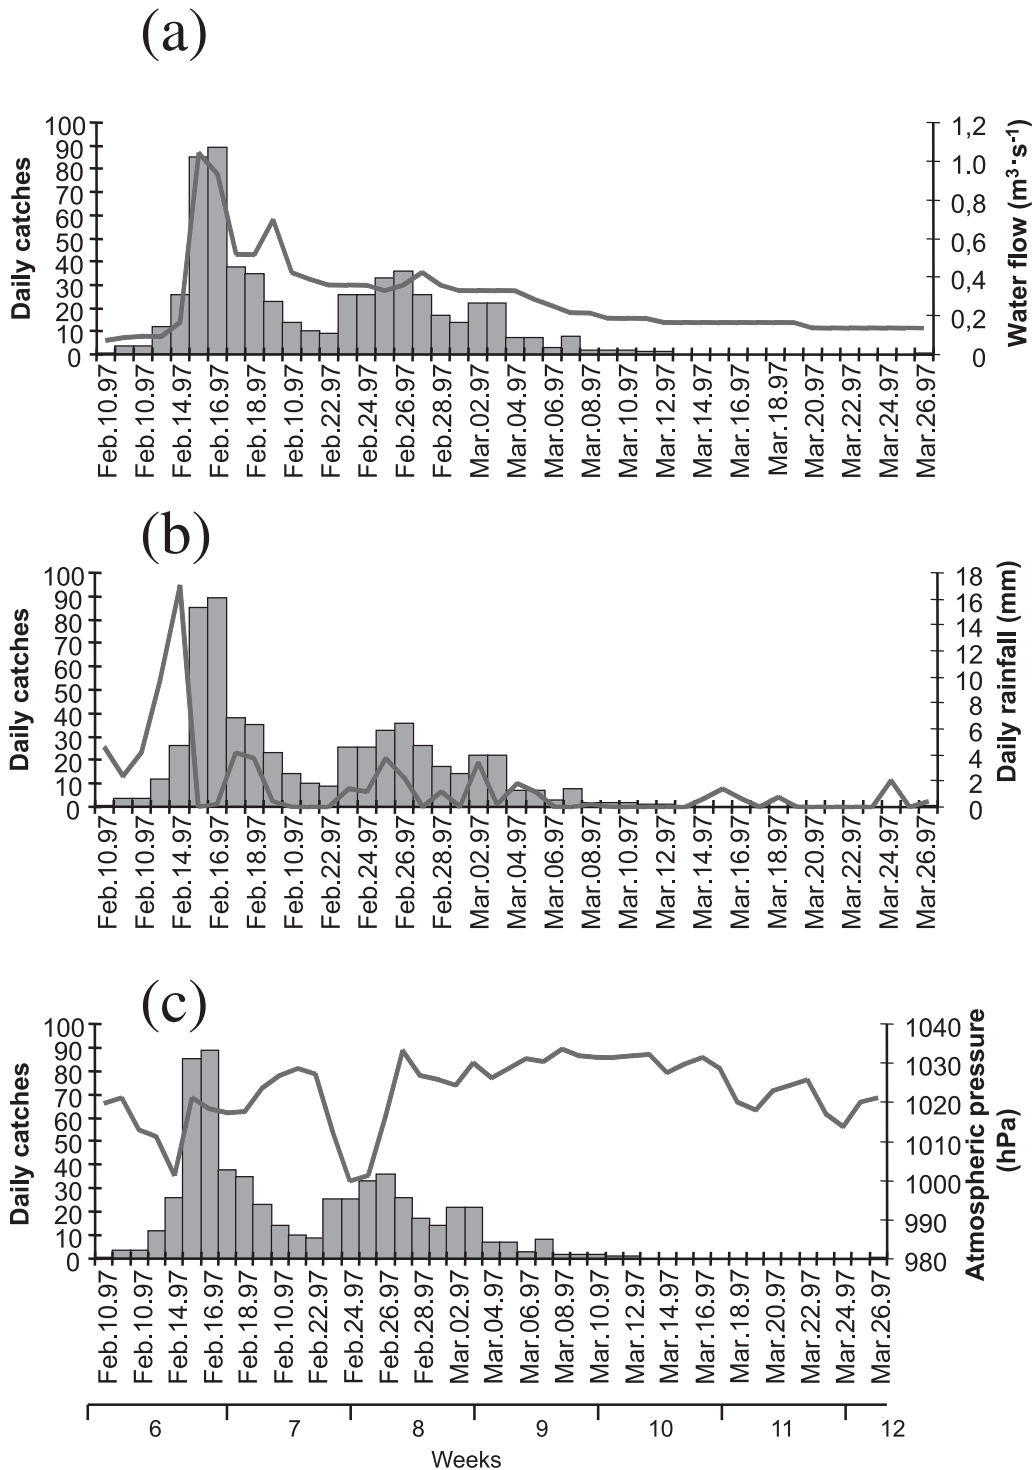 (a)
Daily catches
100
90
80
70
60
50
40
30
20
10
0
1,2
1.0
0,8
0,6
0,4
0,2
0
Water flow (m³·s⁻¹)
Feb.10.97
Feb.10.97
Feb.14.97
Feb.16.97
Feb.18.97
Feb.10.97
Feb.22.97
Feb.24.97
Feb.26.97
Feb.28.97
Mar.02.97
Mar.04.97
Mar.06.97
Mar.08.97
Mar.10.97
Mar.12.97
Mar.14.97
Mar.16.97
Mar.18.97
Mar.20.97
Mar.22.97
Mar.24.97
Mar.26.97
(b)
Daily catches
100
90
80
70
60
50
40
30
20
10
0
18
16
14
12
10
8
6
4
2
0
Daily rainfall (mm)
Feb.10.97
Feb.10.97
Feb.14.97
Feb.16.97
Feb.18.97
Feb.10.97
Feb.22.97
Feb.24.97
Feb.26.97
Feb.28.97
Mar.02.97
Mar.04.97
Mar.06.97
Mar.08.97
Mar.10.97
Mar.12.97
Mar.14.97
Mar.16.97
Mar.18.97
Mar.20.97
Mar.22.97
Mar.24.97
Mar.26.97
(c)
Daily catches
100
90
80
70
60
50
40
30
20
10
0
1040
1030
1020
1010
1000
990
980
Atmospheric pressure
(hPa)
Feb.10.97
Feb.10.97
Feb.14.97
Feb.16.97
Feb.18.97
Feb.10.97
Feb.22.97
Feb.24.97
Feb.26.97
Feb.28.97
Mar.02.97
Mar.04.97
Mar.06.97
Mar.08.97
Mar.10.97
Mar.12.97
Mar.14.97
Mar.16.97
Mar.18.97
Mar.20.97
Mar.22.97
Mar.24.97
Mar.26.97
6 7 8 9 10 11 12
Weeks